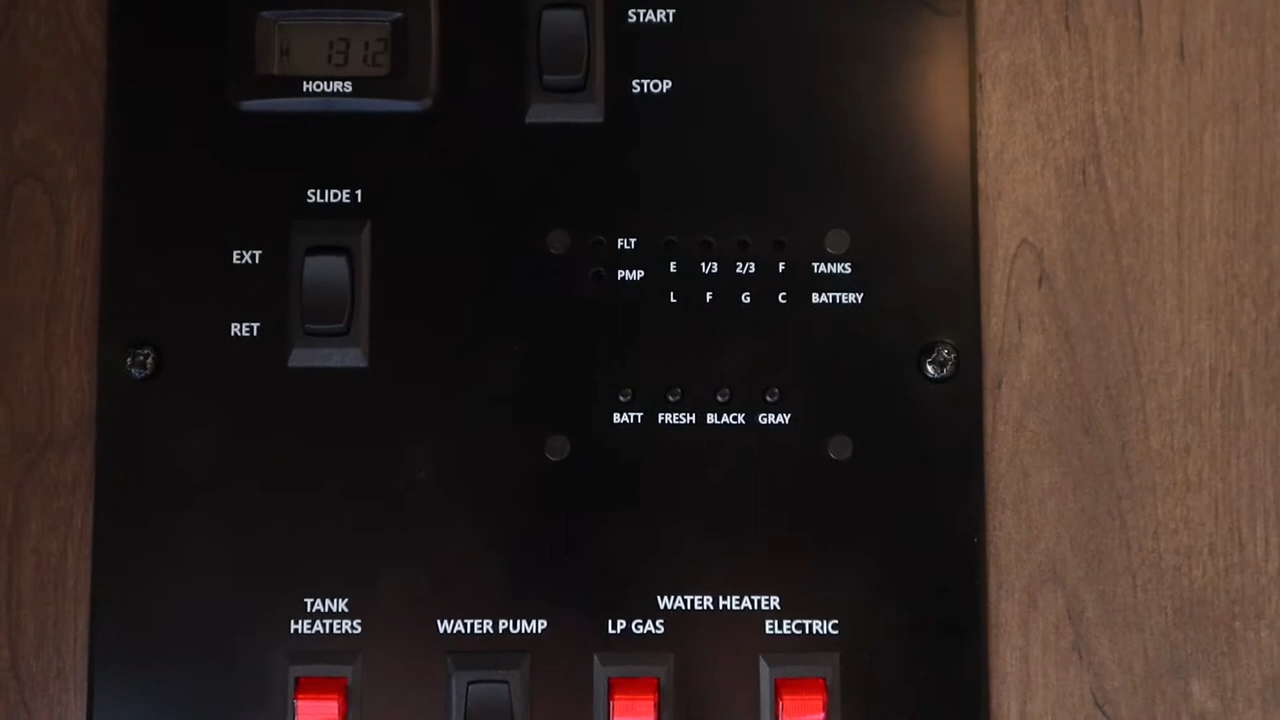 START
H 131.2
HOURS
STOP
SLIDE 1
EXT
RET
FLT
PMP
E 1/3 2/3 F TANKS
L F G C BATTERY
BATT FRESH BLACK GRAY
WATER HEATER
TANK HEATERS
WATER PUMP
LP GAS
ELECTRIC